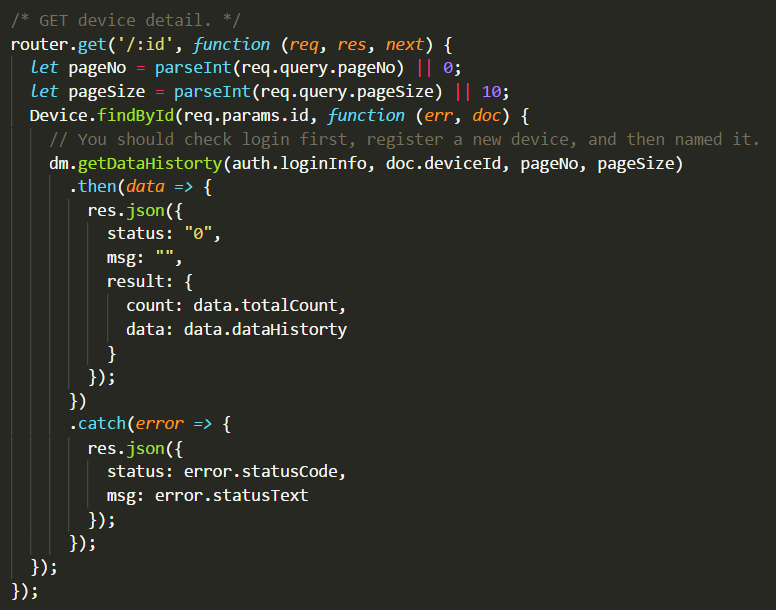 /* GET device detail. */
router.get('/:id', function (req, res, next) {
  let pageNo = parseInt(req.query.pageNo) || 0;
  let pageSize = parseInt(req.query.pageSize) || 10;
  Device.findById(req.params.id, function (err, doc) {
    // You should check login first, register a new device, and then named it.
    dm.getDataHistorty(auth.loginInfo, doc.deviceId, pageNo, pageSize)
      .then(data => {
        res.json({
          status: "0",
          msg: "",
          result: {
            count: data.totalCount,
            data: data.dataHistorty
          }
        });
      })
      .catch(error => {
        res.json({
          status: error.statusCode,
          msg: error.statusText
        });
      });
  });
});